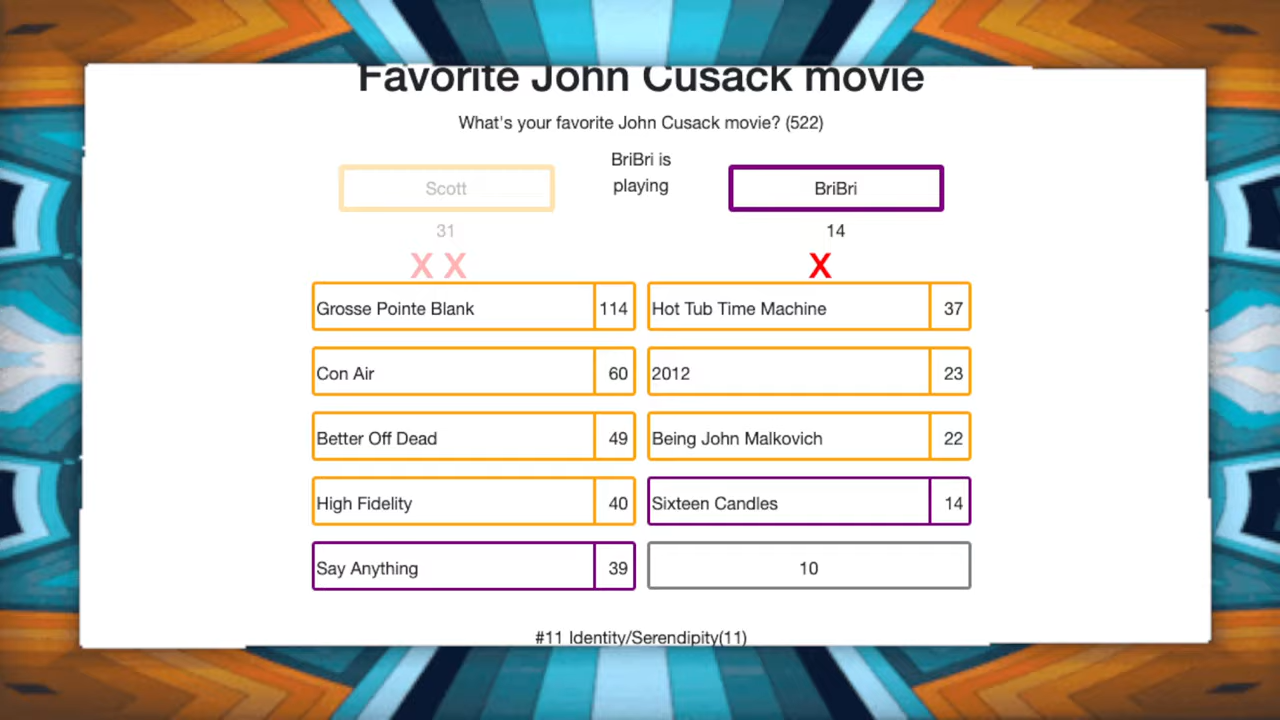 Favorite John Cusack movie
What's your favorite John Cusack movie? (522)
BriBri is
playing
Scott
BriBri
31
14
X X
X
Grosse Pointe Blank 114
Hot Tub Time Machine 37
Con Air 60
2012 23
Better Off Dead 49
Being John Malkovich 22
High Fidelity 40
Sixteen Candles 14
Say Anything 39
10
#11 Identity/Serendipity(11)